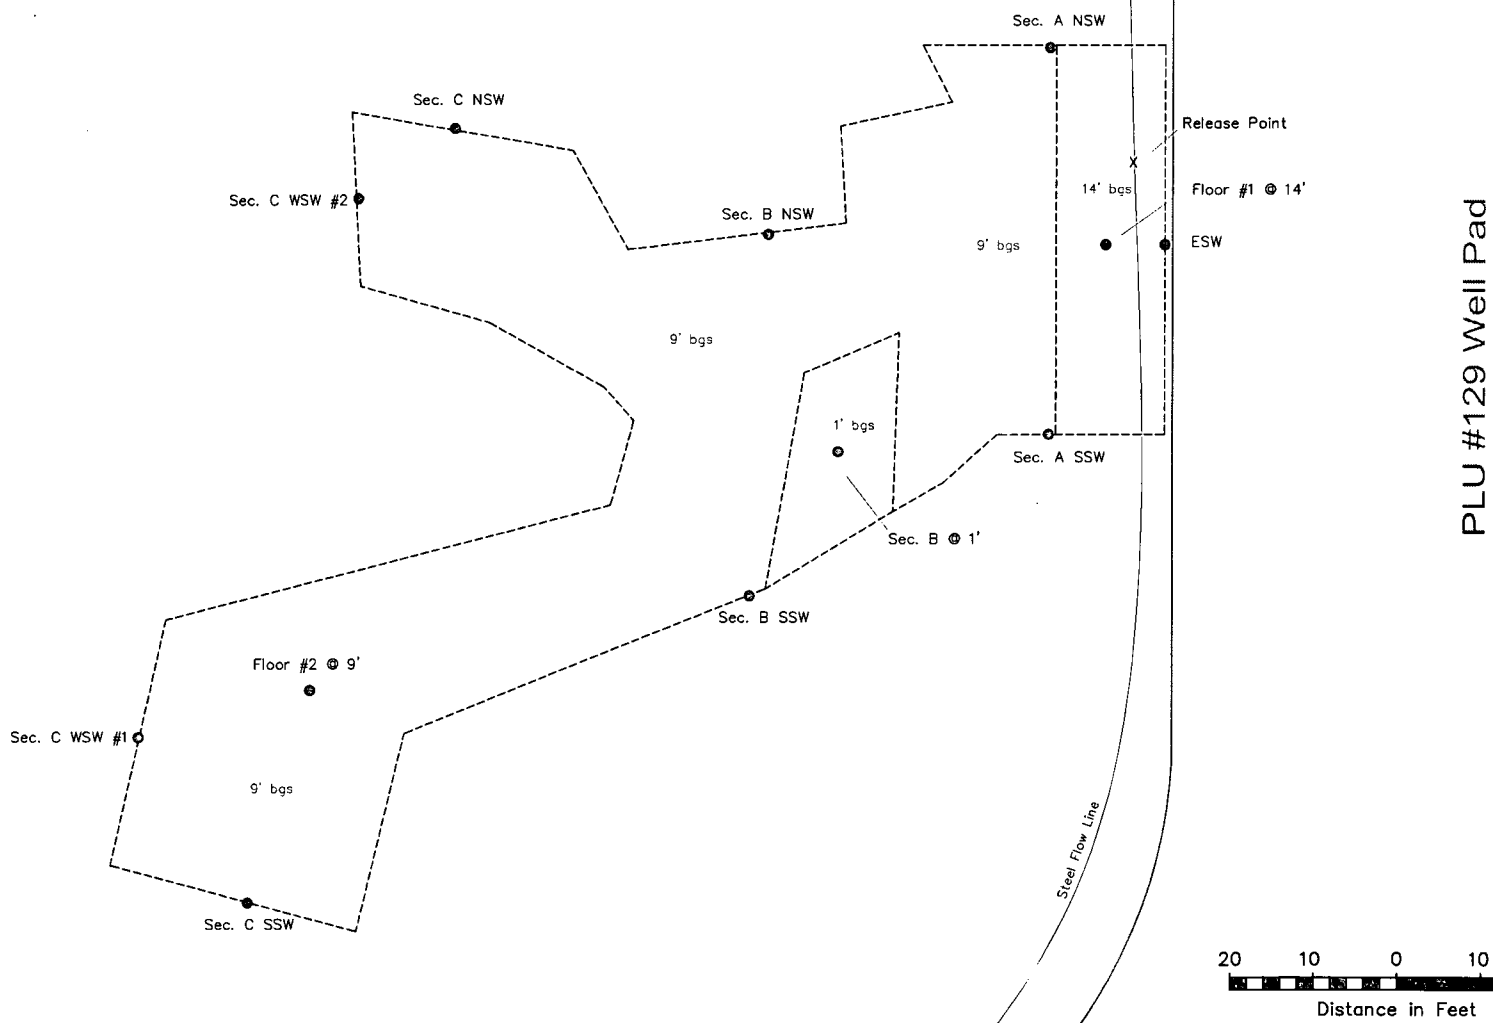 Sec. A NSW
Sec. C NSW
Release Point
Sec. C WSW #2
14' bgs
Floor #1 @ 14'
Sec. B NSW
9' bgs
ESW
9' bgs
1' bgs
Sec. A SSW
Sec. B @ 1'
Sec. B SSW
Floor #2 @ 9'
Sec. C WSW #1
9' bgs
Steel Flow Line
Sec. C SSW
PLU #129 Well Pad
X
20 10 0 10
Distance in Feet